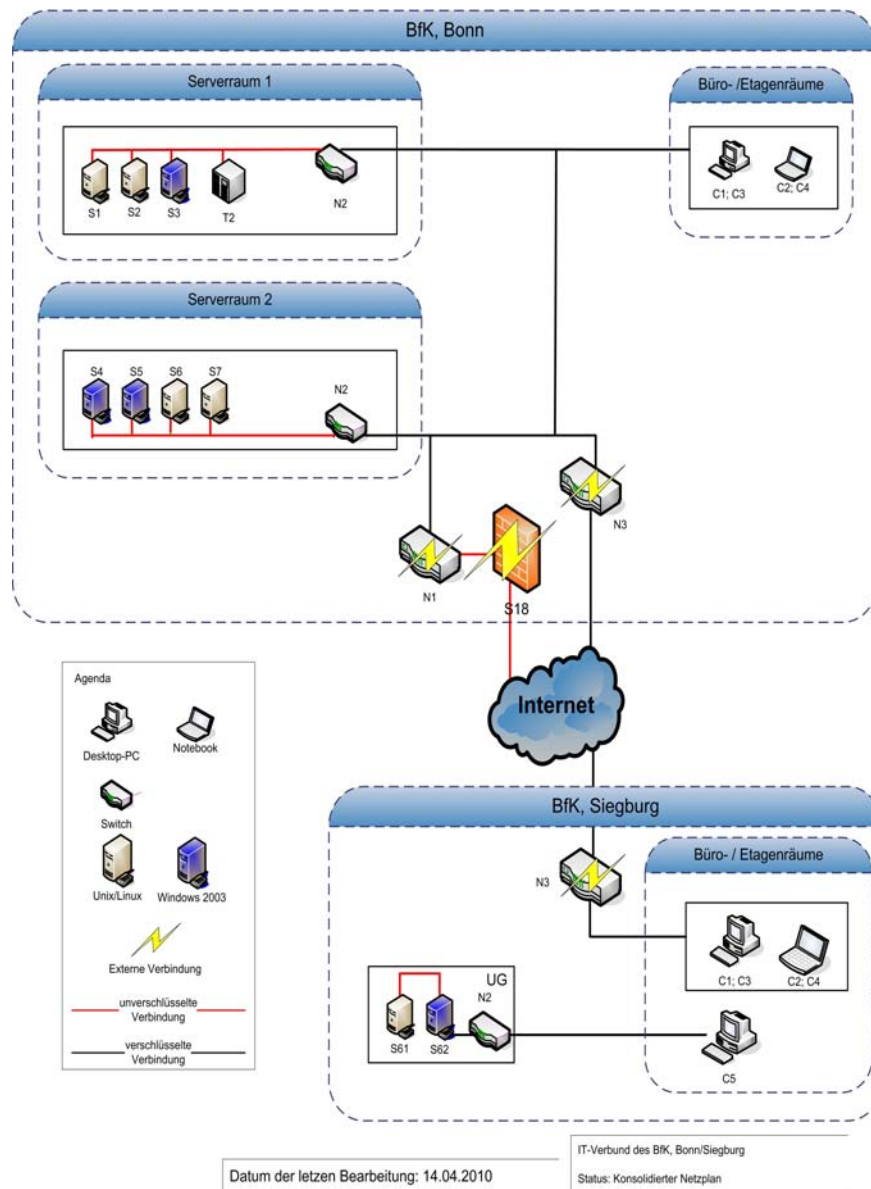 BfK, Bonn
Serverraum 1
Büro- /Etagenräume
S1
S2
S3
T2
N2
C1; C3
C2; C4
Serverraum 2
S4
S5
S6
S7
N2
N3
N1
S18
Internet
Agenda
Desktop-PC
Notebook
Switch
Unix/Linux
Windows 2003
Externe Verbindung
unverschlüsselte
Verbindung
verschlüsselte
Verbindung
BfK, Siegburg
Büro- / Etagenräume
N3
C1; C3
C2; C4
UG
N2
S61
S62
C5
Datum der letzen Bearbeitung: 14.04.2010
IT-Verbund des BfK, Bonn/Siegburg
Status: Konsolidierter Netzplan